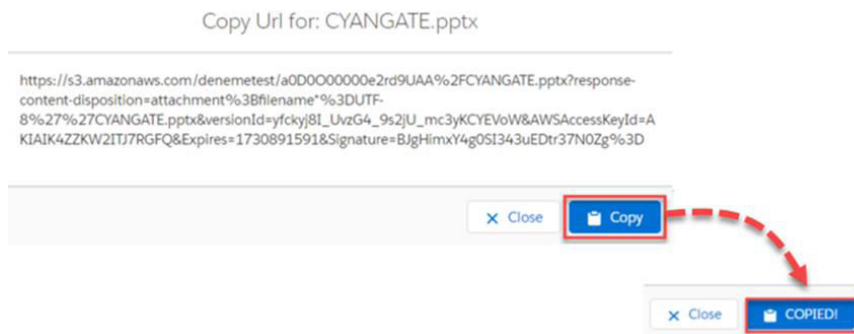 Copy Url for: CYANGATE.pptx
https://s3.amazonaws.com/denemetest/a0D0O00000e2rd9UAA%2FCYANGATE.pptx?response-
content-disposition=attachment%3Bfilename*%3DUTF-
8%27%27CYANGATE.pptx&versionId=yfckyj8I_UvzG4_9s2jU_mc3yKCYEVoW&AWSAccessKeyId=A
KIAIK4ZZKW2ITJ7RGFQ&Expires=1730891591&Signature=BJgHimxY4g0SI343uEDtr37N0Zg%3D
Close
Copy
Close
COPIED!